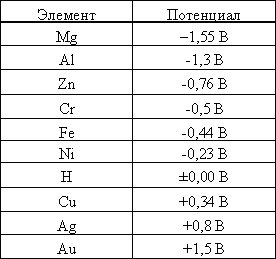 Элемент Потенциал
Mg –1,55 В
Al -1,3 В
Zn -0,76 В
Cr -0,5 В
Fe -0,44 В
Ni -0,23 В
H ±0,00 В
Cu +0,34 В
Ag +0,8 В
Au +1,5 В